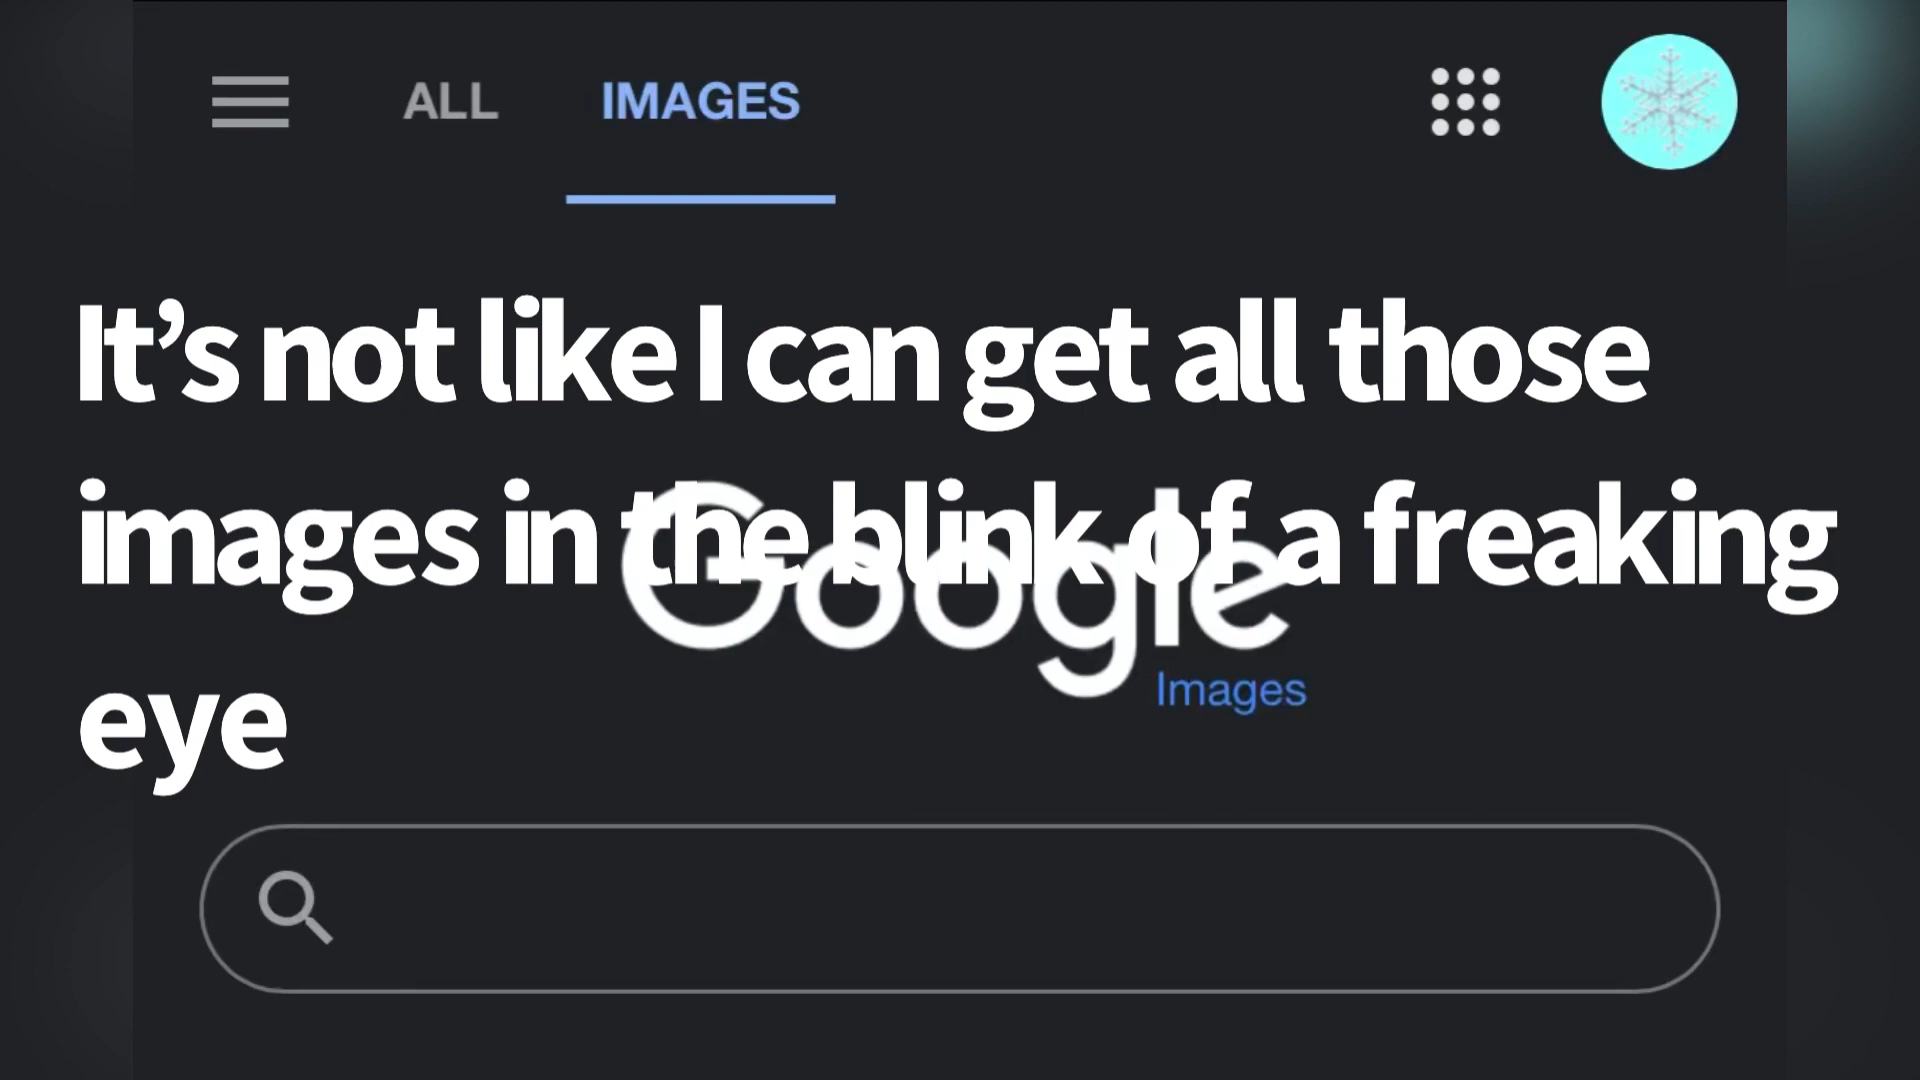 ALL IMAGES
It’s not like I can get all those
images in the blink of a freaking
eye
Google
Images